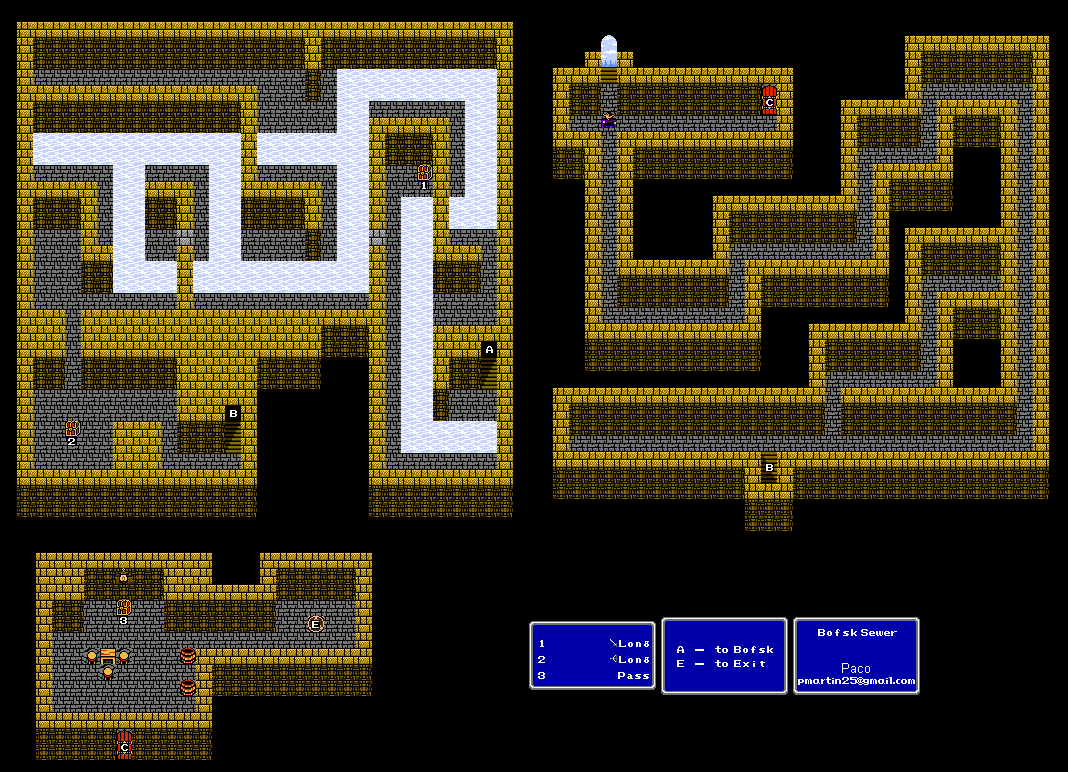 1
A
B
2
C
B
3
E
C
1 Long
2 Long
3 Pass
A — to Bofsk
E — to Exit
Bofsk Sewer
Paco
pmartin25@gmail.com